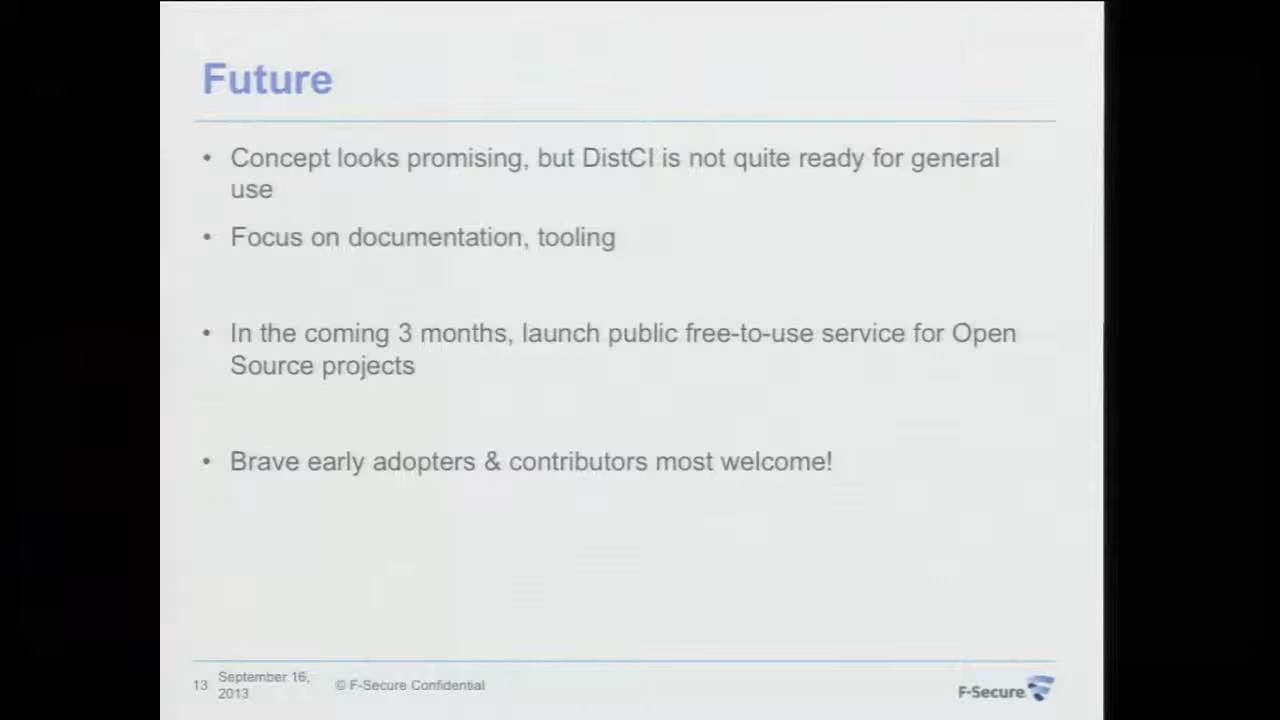 Future
• Concept looks promising, but DistCI is not quite ready for general
use
• Focus on documentation, tooling
• In the coming 3 months, launch public free-to-use service for Open
Source projects
• Brave early adopters & contributors most welcome!
13 September 16,
2013
© F-Secure Confidential
F-Secure